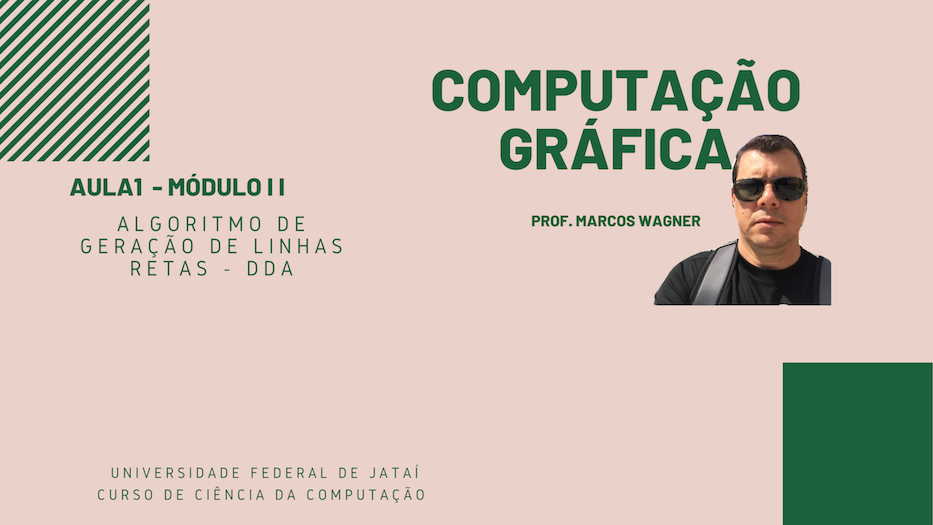 COMPUTAÇÃO
GRÁFICA
PROF. MARCOS WAGNER
AULA1 - MÓDULO II
ALGORITMO DE
GERAÇÃO DE LINHAS
RETAS - DDA
UNIVERSIDADE FEDERAL DE JATAÍ
CURSO DE CIÊNCIA DA COMPUTAÇÃO